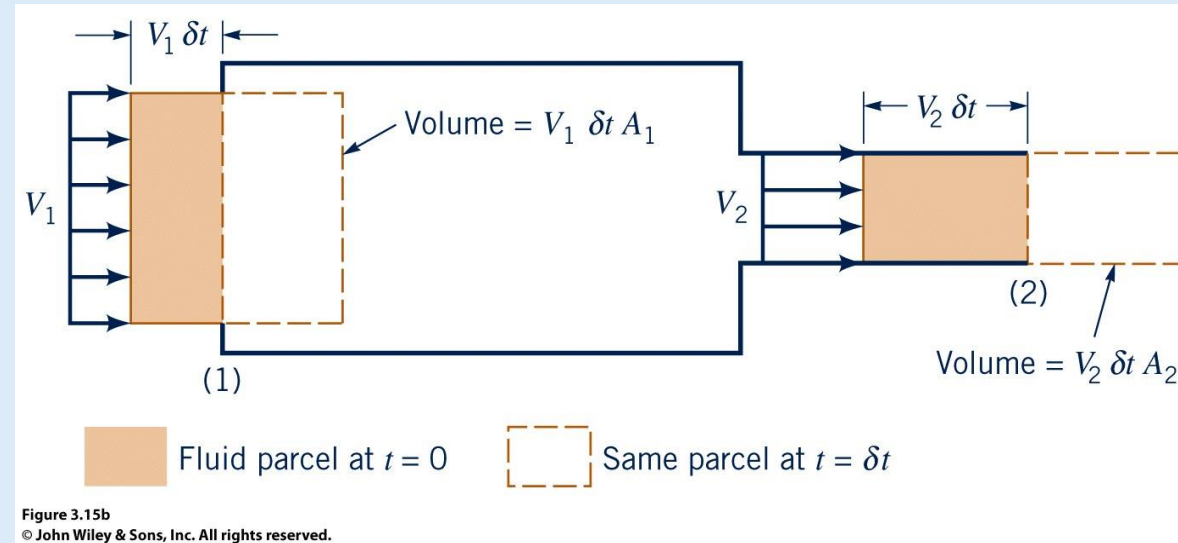 V₁ δt
Volume = V₁ δt A₁
V₂ δt
V₁
V₂
(2)
Volume = V₂ δt A₂
(1)
Fluid parcel at t = 0
Same parcel at t = δt
Figure 3.15b
© John Wiley & Sons, Inc. All rights reserved.